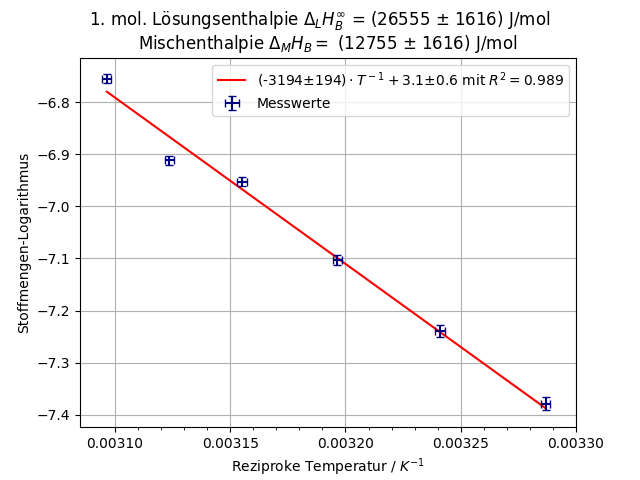 1. mol. Lösungsenthalpie Δ_LH_B^∞ = (26555 ± 1616) J/mol
Mischenthalpie Δ_MH_B = (12755 ± 1616) J/mol
(-3194±194) · T⁻¹ + 3.1±0.6 mit R² = 0.989
Messwerte
Stoffmengen-Logarithmus
−6.8
−6.9
−7.0
−7.1
−7.2
−7.3
−7.4
0.00310 0.00315 0.00320 0.00325 0.00330
Reziproke Temperatur / K⁻¹